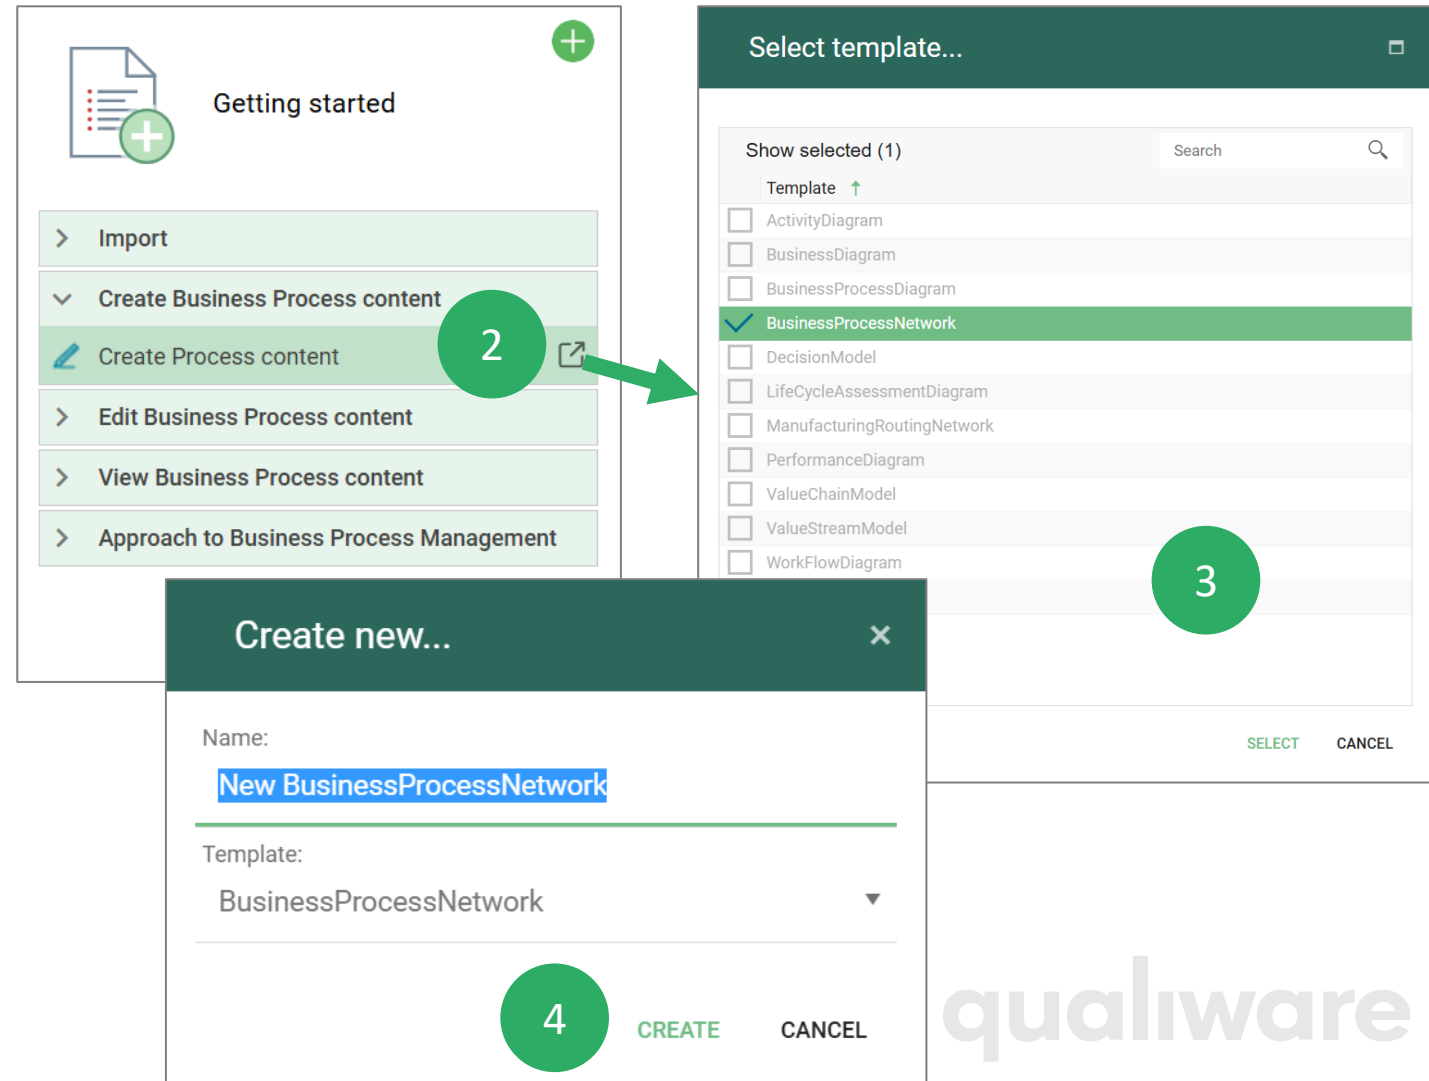 Getting started
Import
Create Business Process content
2
Create Process content
Edit Business Process content
View Business Process content
Approach to Business Process Management
Select template...
Show selected (1)
Search
Template
ActivityDiagram
BusinessDiagram
BusinessProcessDiagram
BusinessProcessNetwork
DecisionModel
LifeCycleAssessmentDiagram
ManufacturingRoutingNetwork
PerformanceDiagram
ValueChainModel
ValueStreamModel
WorkFlowDiagram
3
SELECT CANCEL
Create new...
Name:
New BusinessProcessNetwork
Template:
BusinessProcessNetwork
4
CREATE CANCEL
qualiware